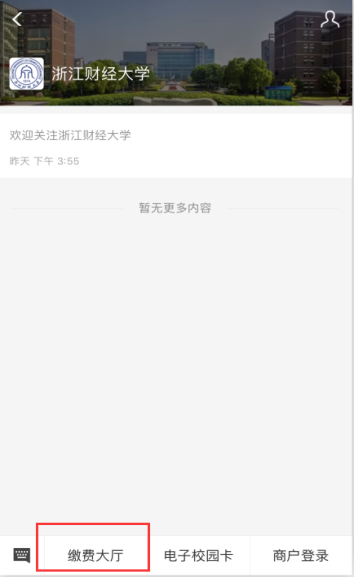 浙江财经大学
欢迎关注浙江财经大学
昨天 下午 3:55
暂无更多内容
缴费大厅
电子校园卡
商户登录